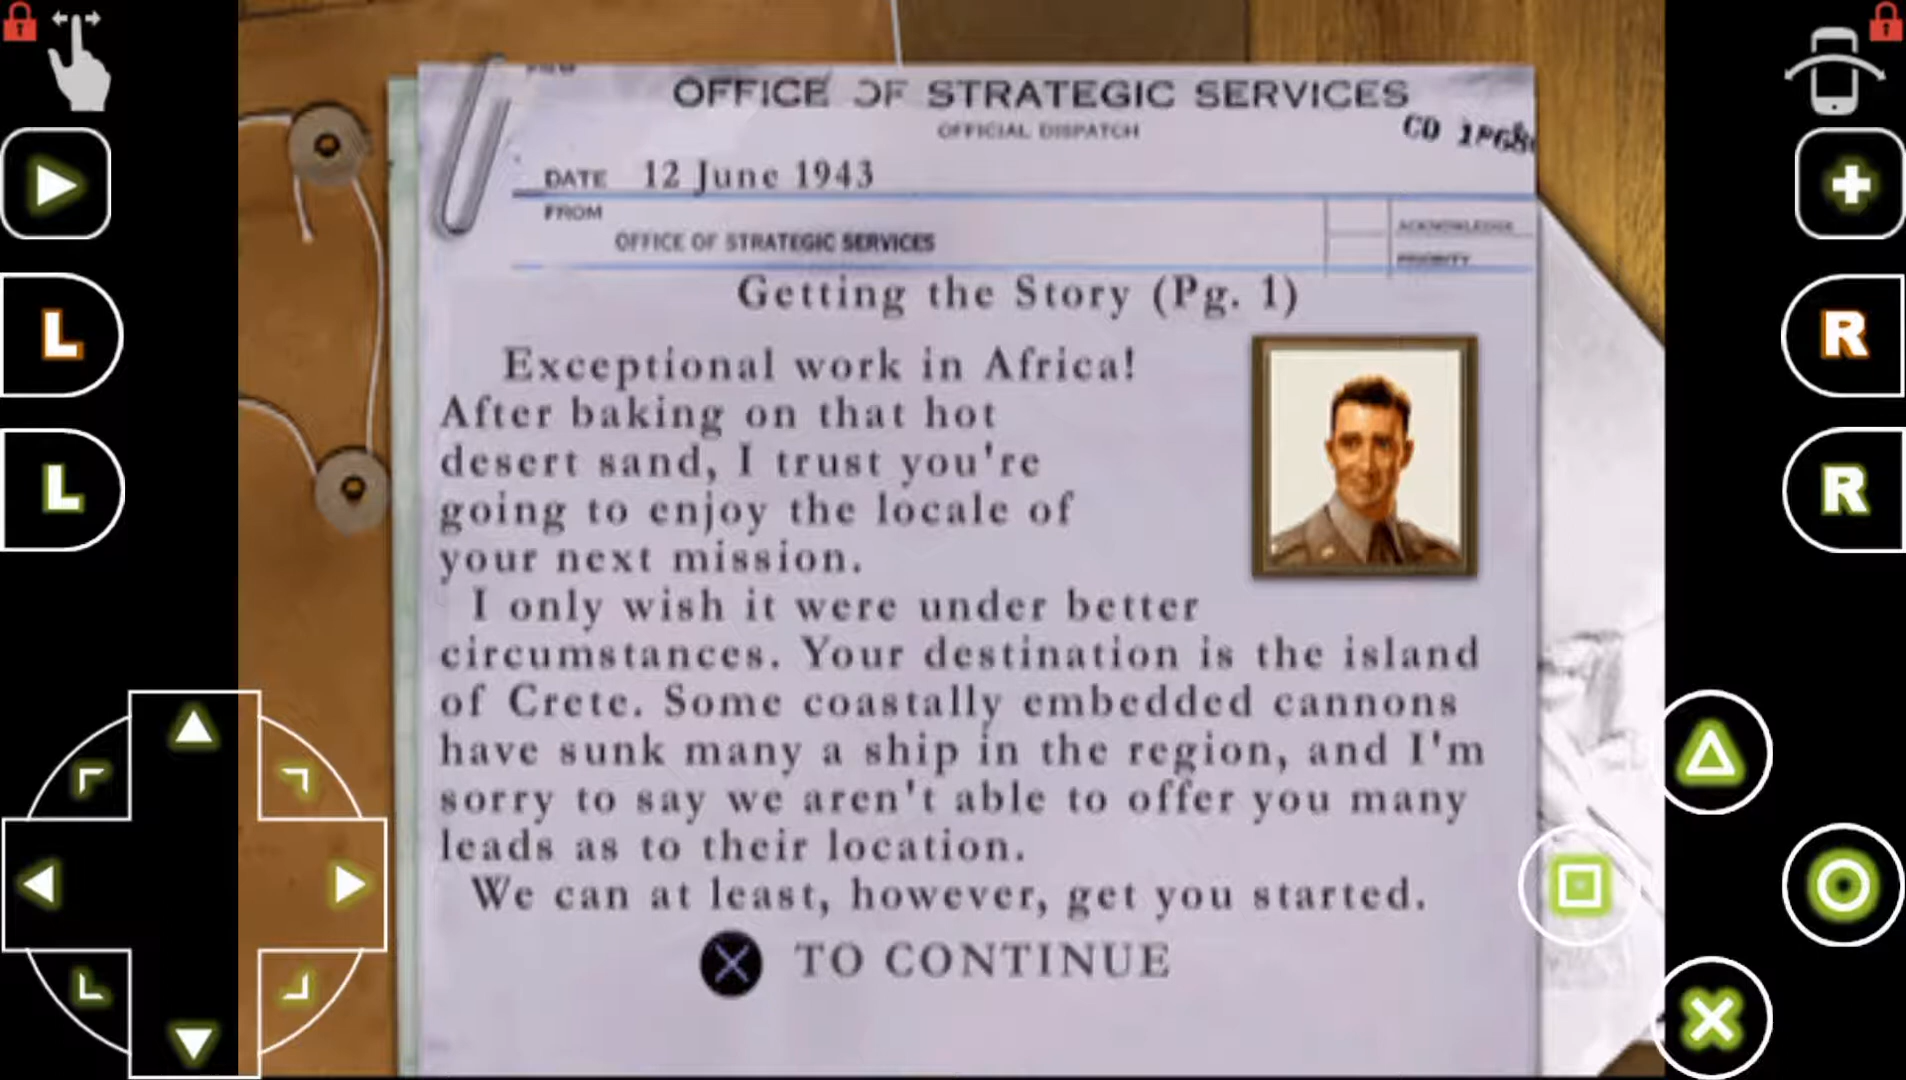 OFFICE OF STRATEGIC SERVICES
OFFICIAL DISPATCH
DATE 12 June 1943
FROM
ACKNOWLEDGE
OFFICE OF STRATEGIC SERVICES
PRIORITY
Getting the Story (Pg. 1)
Exceptional work in Africa!
After baking on that hot
desert sand, I trust you're
going to enjoy the locale of
your next mission.
I only wish it were under better
circumstances. Your destination is the island
of Crete. Some coastally embedded cannons
have sunk many a ship in the region, and I'm
sorry to say we aren't able to offer you many
leads as to their location.
We can at least, however, get you started.
TO CONTINUE
L
L
R
R